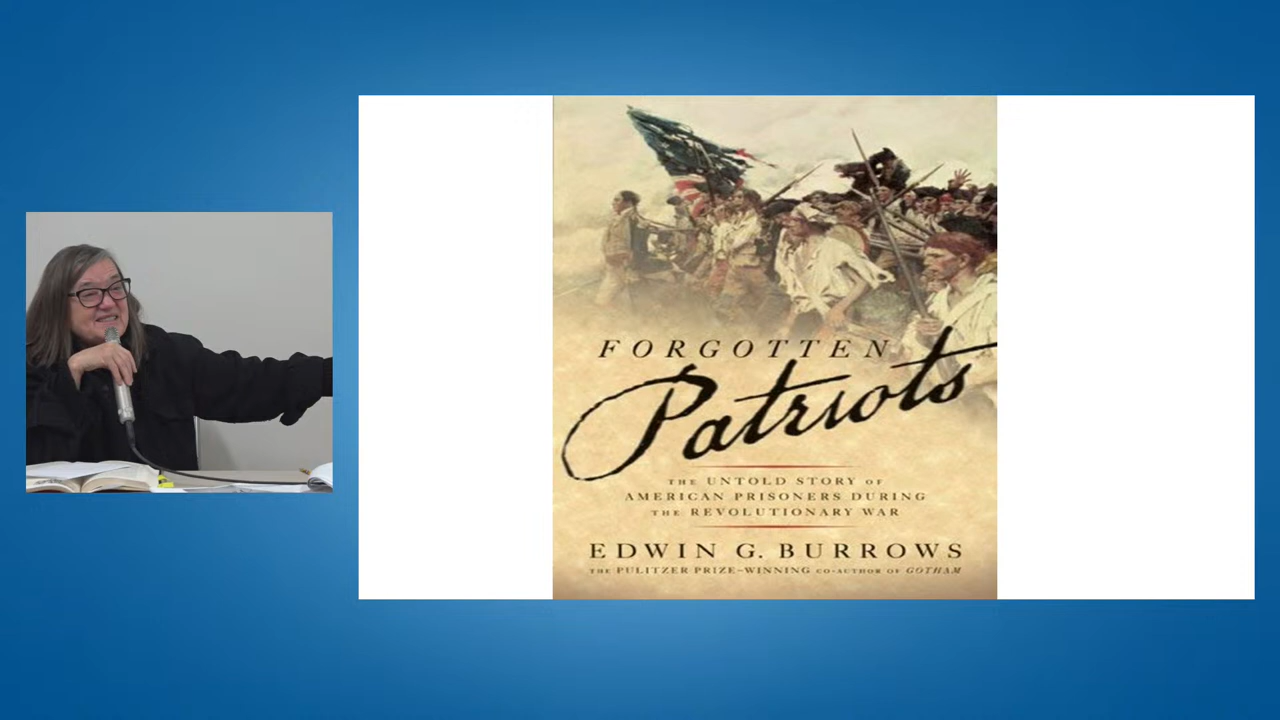 FORGOTTEN
Patriots
THE UNTOLD STORY OF
AMERICAN PRISONERS DURING
THE REVOLUTIONARY WAR
EDWIN G. BURROWS
THE PULITZER PRIZE–WINNING CO-AUTHOR OF GOTHAM